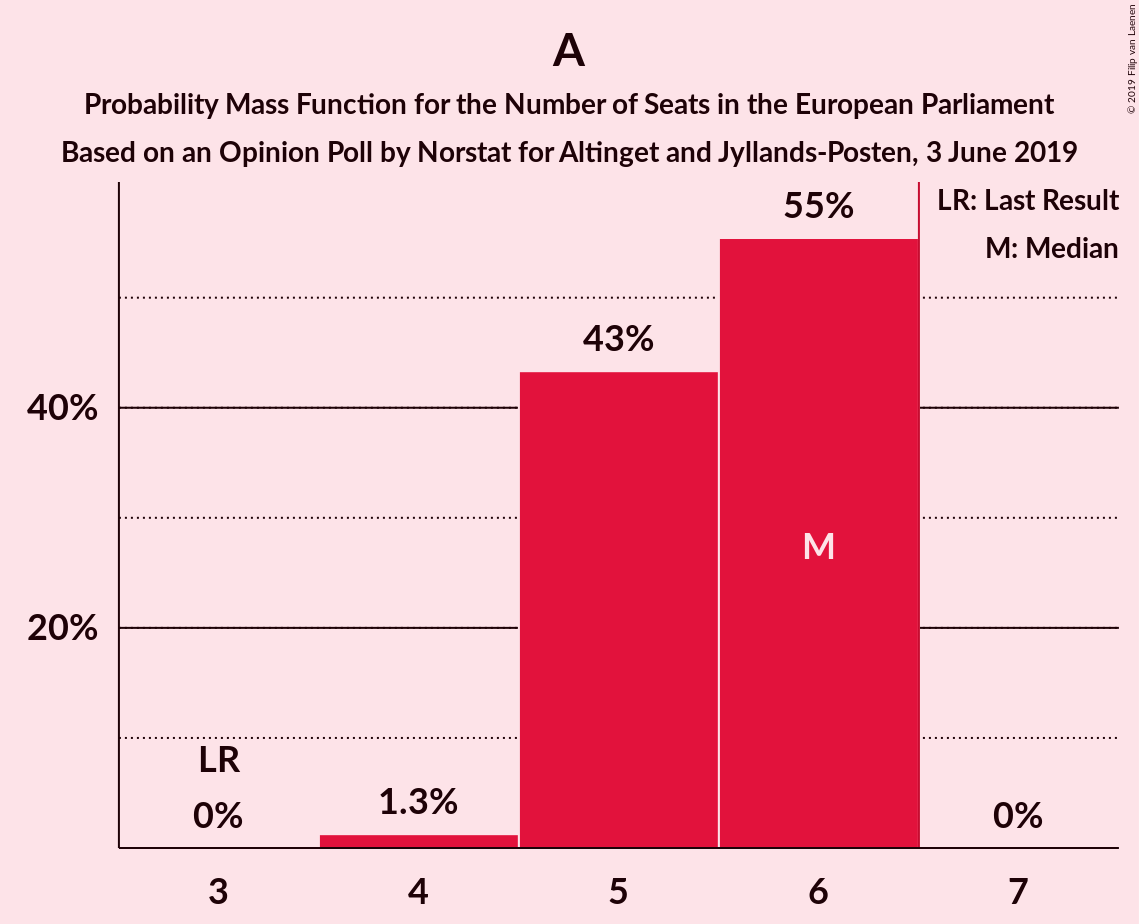 A
Probability Mass Function for the Number of Seats in the European Parliament
Based on an Opinion Poll by Norstat for Altinget and Jyllands-Posten, 3 June 2019
© 2019 Filip van Laenen
LR: Last Result
M: Median
55%
43%
40%
M
20%
LR
0%
1.3%
0%
3 4 5 6 7